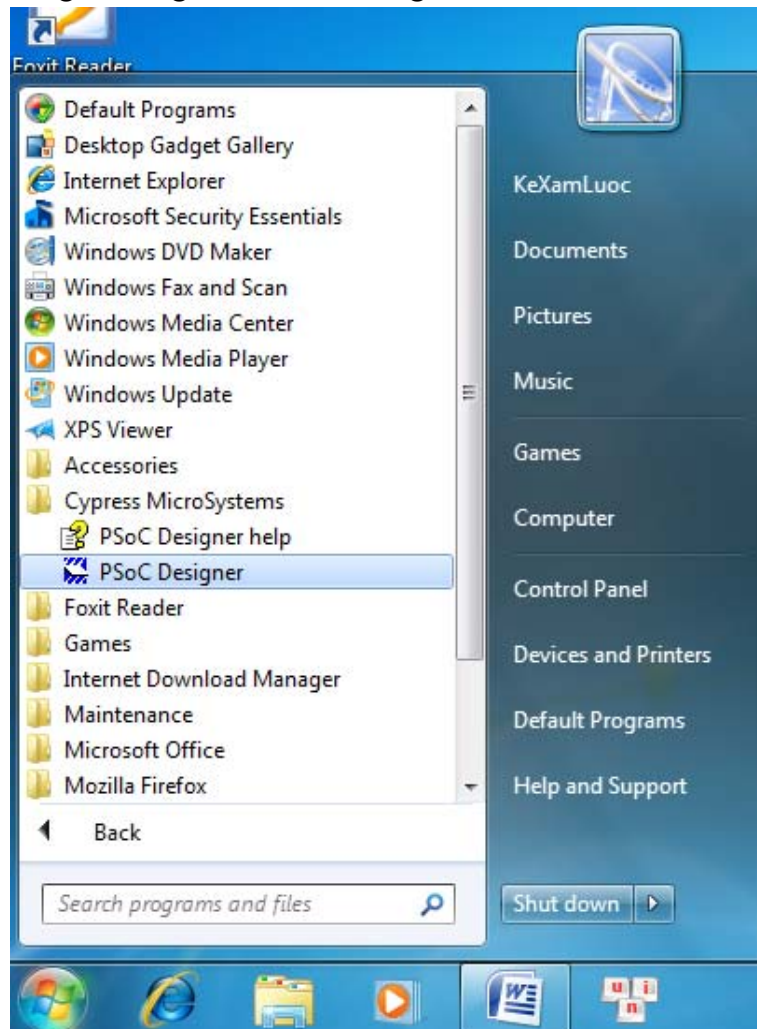 Foxit Reader
Default Programs
Desktop Gadget Gallery
Internet Explorer
Microsoft Security Essentials
Windows DVD Maker
Windows Fax and Scan
Windows Media Center
Windows Media Player
Windows Update
XPS Viewer
Accessories
Cypress MicroSystems
PSoC Designer help
PSoC Designer
Foxit Reader
Games
Internet Download Manager
Maintenance
Microsoft Office
Mozilla Firefox
Back
Search programs and files
KeXamLuoc
Documents
Pictures
Music
Games
Computer
Control Panel
Devices and Printers
Default Programs
Help and Support
Shut down
W
u i
n